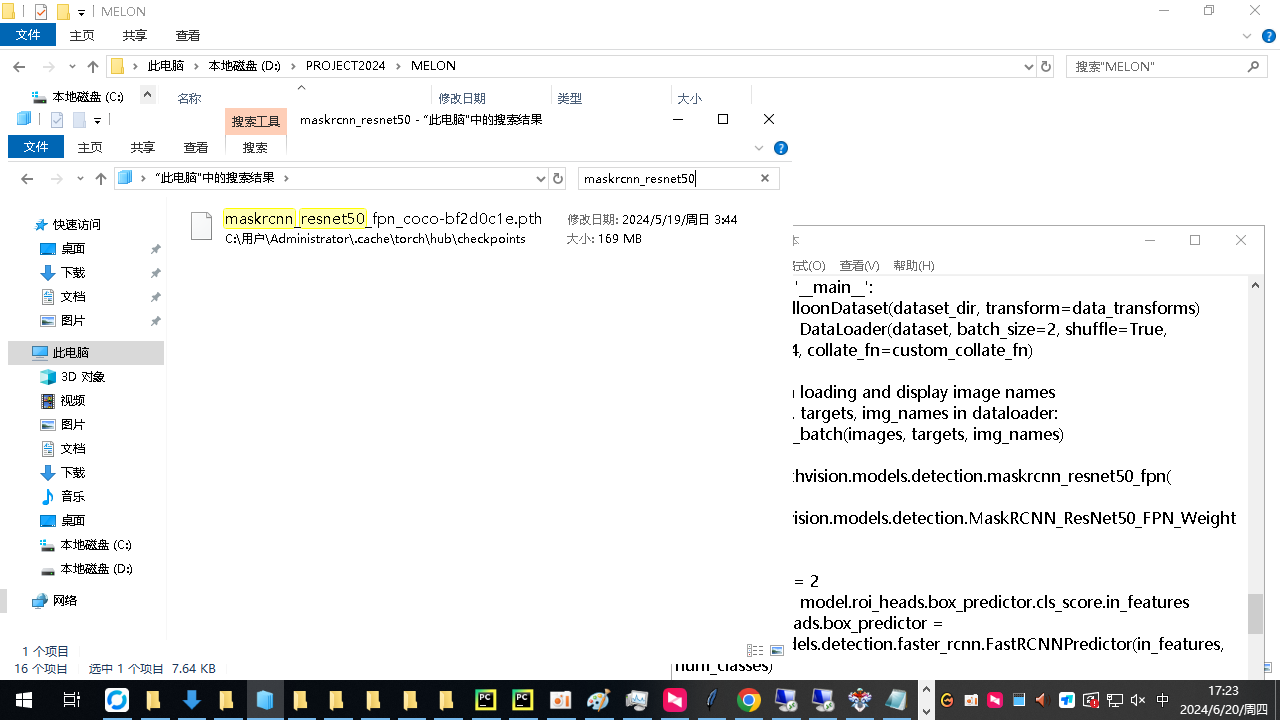 MELON
文件 主页 共享 查看
此电脑 本地磁盘 (D:) PROJECT2024 MELON
搜索"MELON"
本地磁盘 (C:) 名称 修改日期 类型 大小
搜索工具 maskrcnn_resnet50 - "此电脑"中的搜索结果
文件 主页 共享 查看 搜索
"此电脑"中的搜索结果
maskrcnn_resnet50
maskrcnn_resnet50_fpn_coco-bf2d0c1e.pth
C:\用户\Administrator\.cache\torch\hub\checkpoints
修改日期: 2024/5/19/周日 3:44
大小: 169 MB
快速访问
桌面
下载
文档
图片
此电脑
3D 对象
视频
图片
文档
下载
音乐
桌面
本地磁盘 (C:)
本地磁盘 (D:)
网络
1 个项目
16 个项目 选中 1 个项目 7.64 KB
(O) 查看(V) 帮助(H)
'__main__':
lloonDataset(dataset_dir, transform=data_transforms)
DataLoader(dataset, batch_size=2, shuffle=True,
4, collate_fn=custom_collate_fn)
loading and display image names
targets, img_names in dataloader:
_batch(images, targets, img_names)
hvision.models.detection.maskrcnn_resnet50_fpn(
ision.models.detection.MaskRCNN_ResNet50_FPN_Weight
= 2
model.roi_heads.box_predictor.cls_score.in_features
ads.box_predictor =
dels.detection.faster_rcnn.FastRCNNPredictor(in_features,
num_classes)
中
17:23
2024/6/20/周四